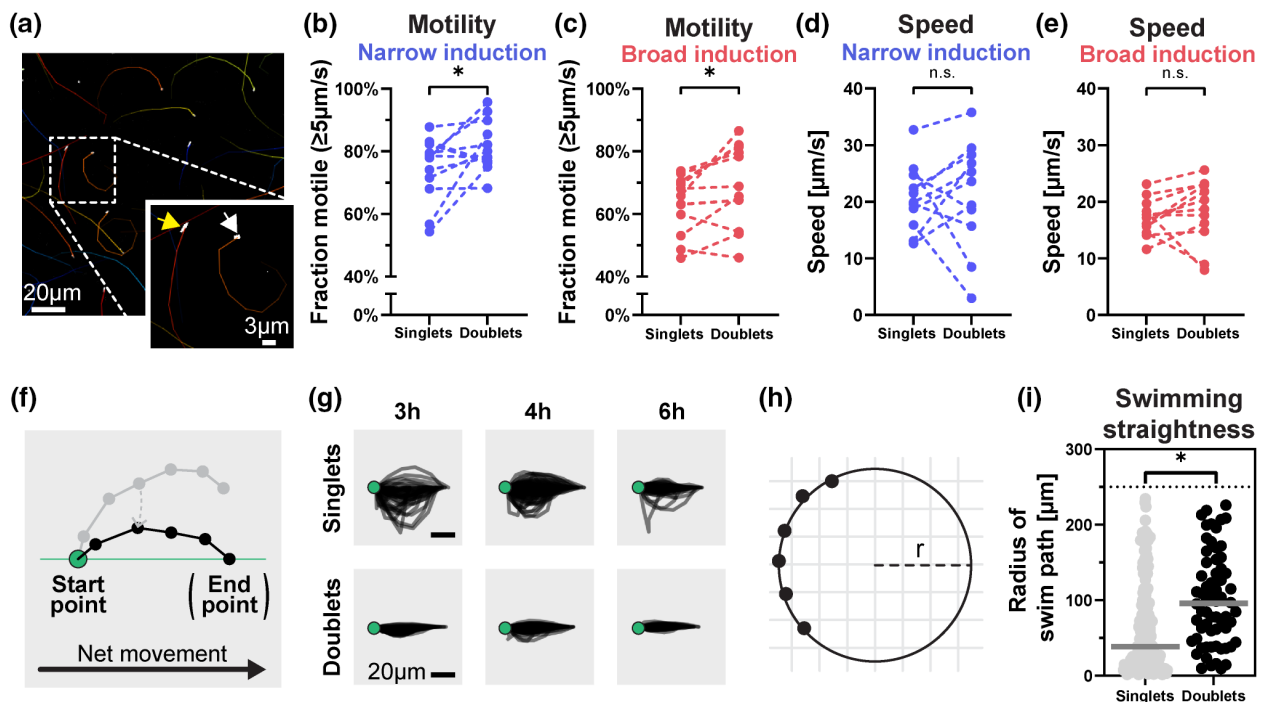 (a)
20µm
3µm
(b)
Motility
Narrow induction
*
Fraction motile (≥5µm/s)
100%
80%
60%
40%
0%
Singlets Doublets
(c)
Motility
Broad induction
*
Fraction motile (≥5µm/s)
100%
80%
60%
40%
0%
Singlets Doublets
(d)
Speed
Narrow induction
n.s.
Speed [µm/s]
40
30
20
10
0
Singlets Doublets
(e)
Speed
Broad induction
n.s.
Speed [µm/s]
40
30
20
10
0
Singlets Doublets
(f)
Start
point
(End
point)
Net movement
(g)
3h 4h 6h
Singlets
Doublets
20µm
(h)
r
(i)
Swimming
straightness
*
Radius of
swim path [µm]
300
200
100
0
Singlets Doublets